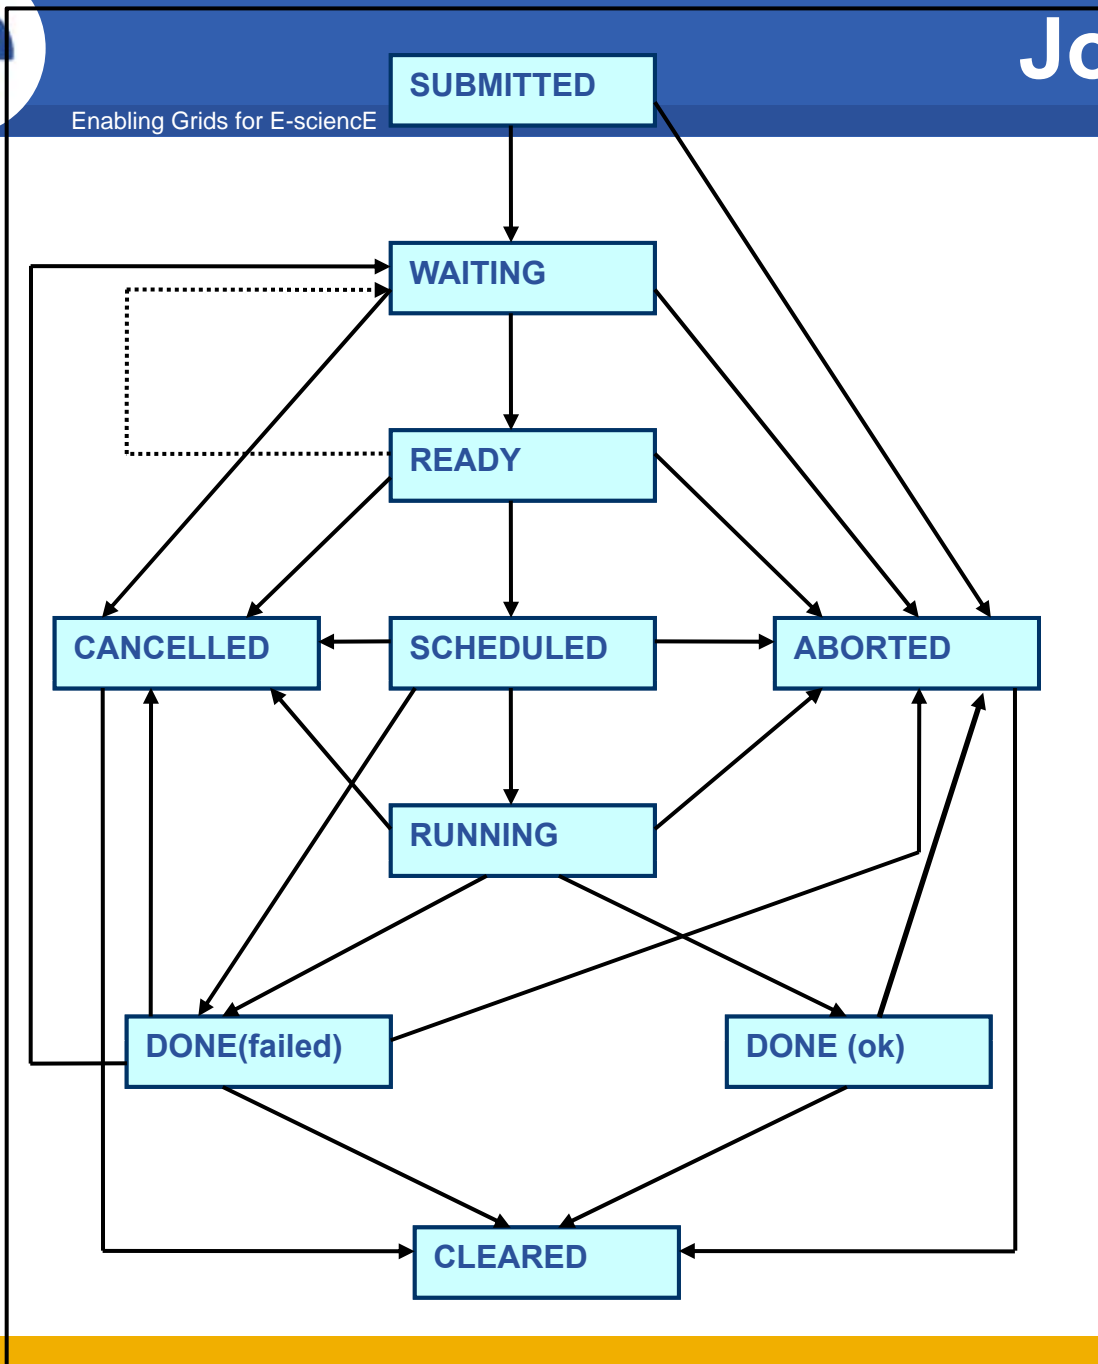 Jo
SUBMITTED
Enabling Grids for E-sciencE
WAITING
READY
CANCELLED
SCHEDULED
ABORTED
RUNNING
DONE(failed)
DONE (ok)
CLEARED